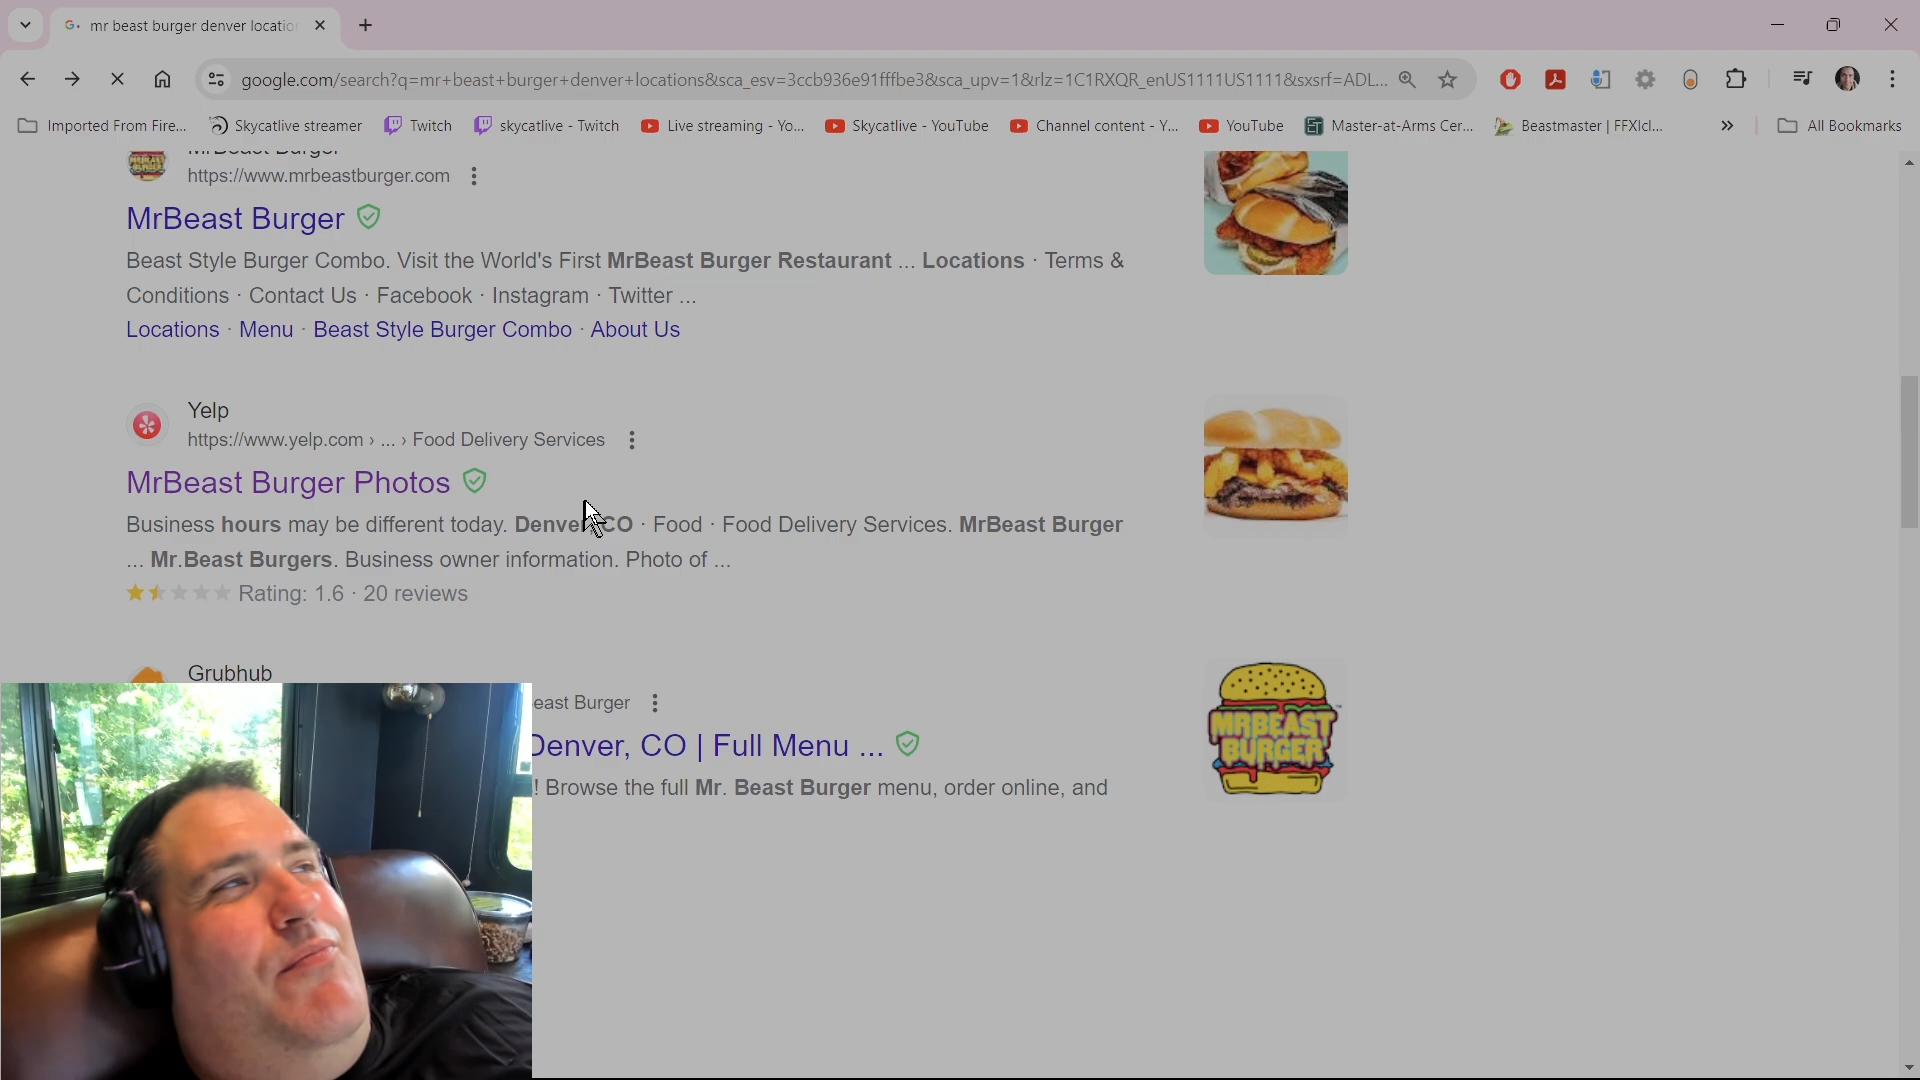 mr beast burger denver locatio
google.com/search?q=mr+beast+burger+denver+locations&sca_esv=3ccb936e91fffbe3&sca_upv=1&rlz=1C1RXQR_enUS1111US1111&sxsrf=ADL...
Imported From Fire... Skycatlive streamer Twitch skycatlive - Twitch Live streaming - Yo... Skycatlive - YouTube Channel content - Y... YouTube Master-at-Arms Cer... Beastmaster | FFXIcl... All Bookmarks
MrBeast Burger
https://www.mrbeastburger.com
MrBeast Burger
Beast Style Burger Combo. Visit the World's First MrBeast Burger Restaurant ... Locations · Terms &
Conditions · Contact Us · Facebook · Instagram · Twitter ...
Locations · Menu · Beast Style Burger Combo · About Us
Yelp
https://www.yelp.com › ... › Food Delivery Services
MrBeast Burger Photos
Business hours may be different today. Denver, CO · Food · Food Delivery Services. MrBeast Burger
... Mr.Beast Burgers. Business owner information. Photo of ...
Rating: 1.6 · 20 reviews
Grubhub
east Burger
Denver, CO | Full Menu ...
! Browse the full Mr. Beast Burger menu, order online, and
MRBEAST
BURGER